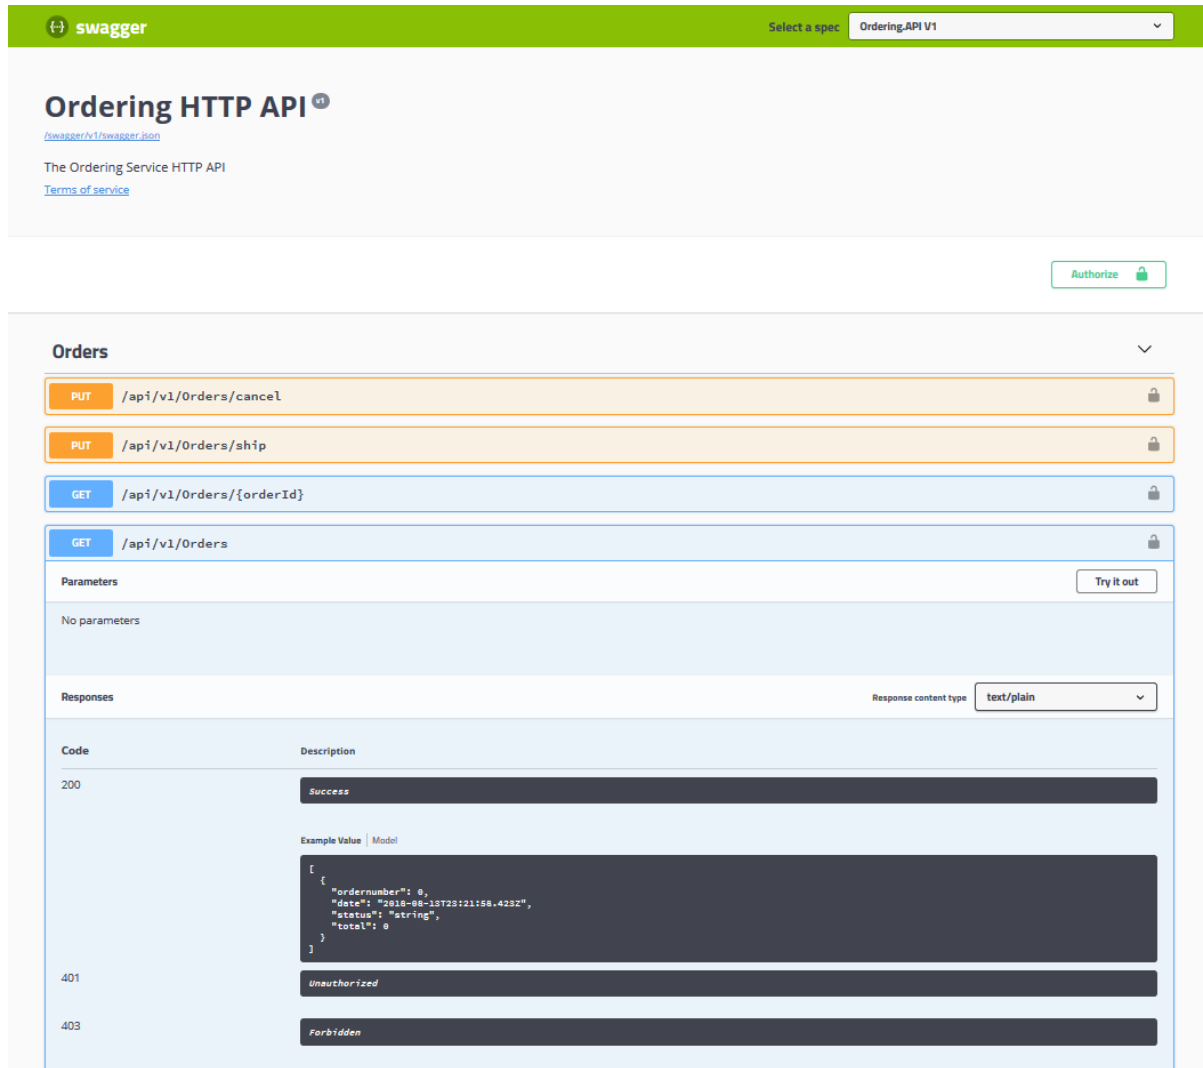 {··} swagger
Select a spec Ordering.API V1
Ordering HTTP API v1
/swagger/v1/swagger.json
The Ordering Service HTTP API
Terms of service
Authorize
Orders
PUT /api/v1/Orders/cancel
PUT /api/v1/Orders/ship
GET /api/v1/Orders/{orderId}
GET /api/v1/Orders
Parameters Try it out
No parameters
Responses Response content type text/plain
Code Description
200 Success
Example Value Model
[
{
"ordernumber": 0,
"date": "2018-08-13T23:21:58.423Z",
"status": "string",
"total": 0
}
]
401 Unauthorized
403 Forbidden